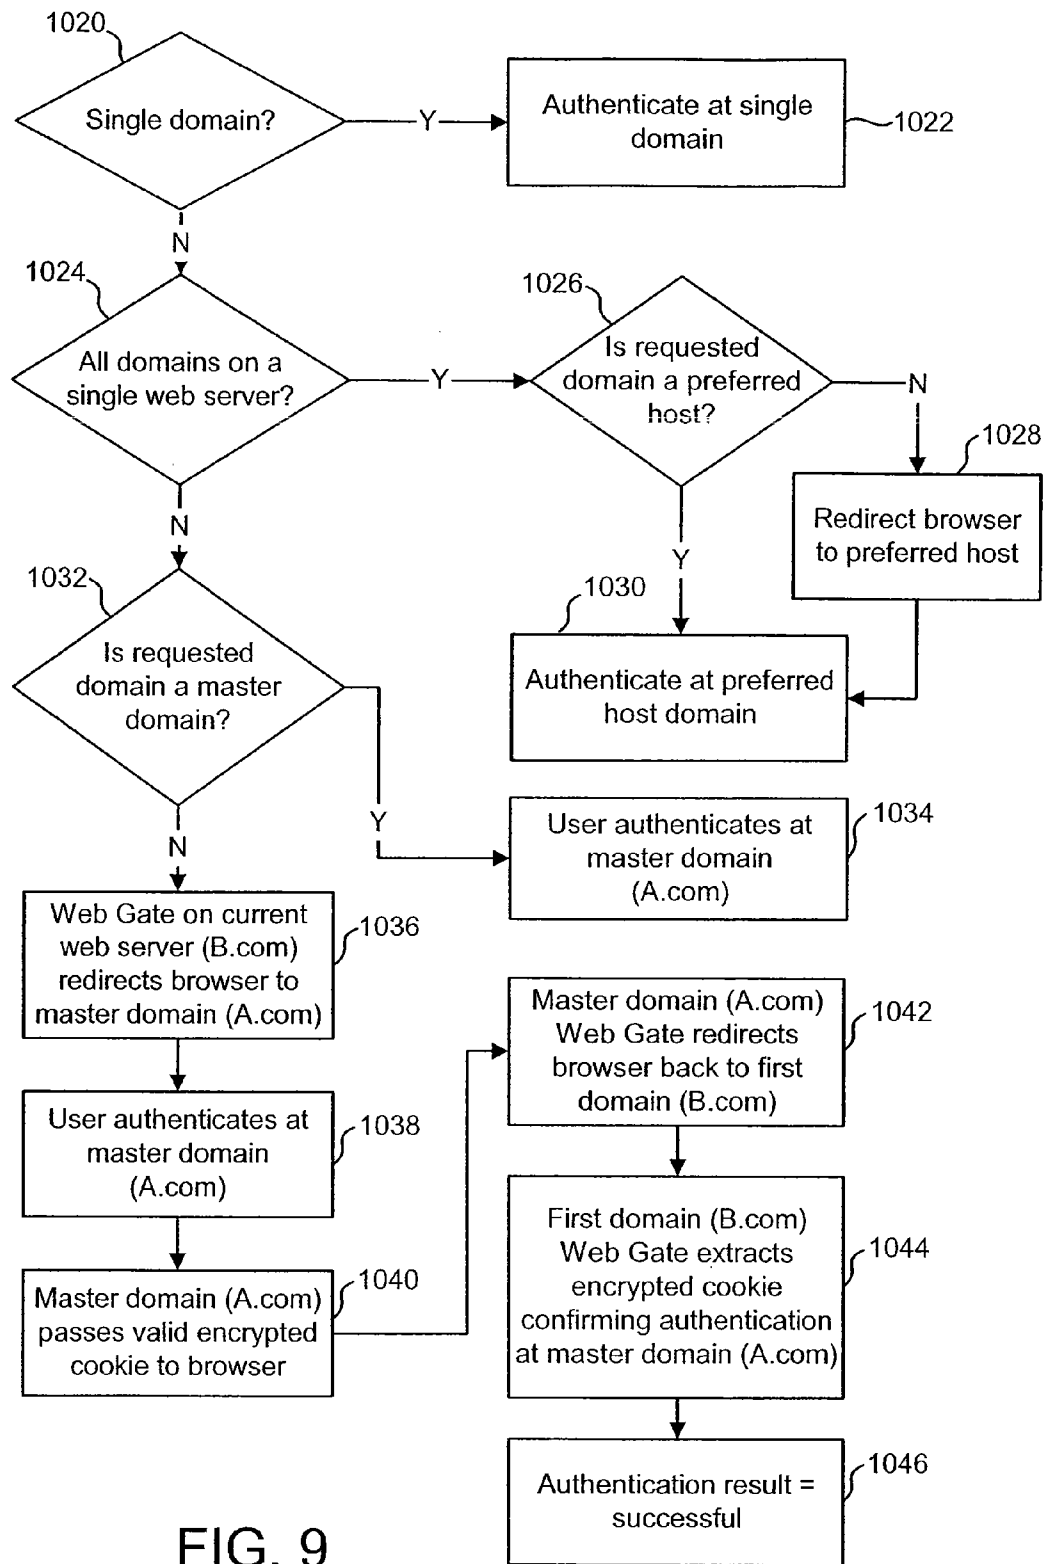 1020
Single domain?
Y
Authenticate at single
domain
1022
N
1024
All domains on a
single web server?
Y
1026
Is requested
domain a preferred
host?
N
1028
Redirect browser
to preferred host
Y
1030
Authenticate at preferred
host domain
N
1032
Is requested
domain a master
domain?
Y
1034
User authenticates at
master domain
(A.com)
N
Web Gate on current
web server (B.com)
redirects browser to
master domain (A.com)
1036
User authenticates at
master domain
(A.com)
1038
Master domain (A.com)
passes valid encrypted
cookie to browser
1040
Master domain (A.com)
Web Gate redirects
browser back to first
domain (B.com)
1042
First domain (B.com)
Web Gate extracts
encrypted cookie
confirming authentication
at master domain (A.com)
1044
Authentication result =
successful
1046
FIG. 9